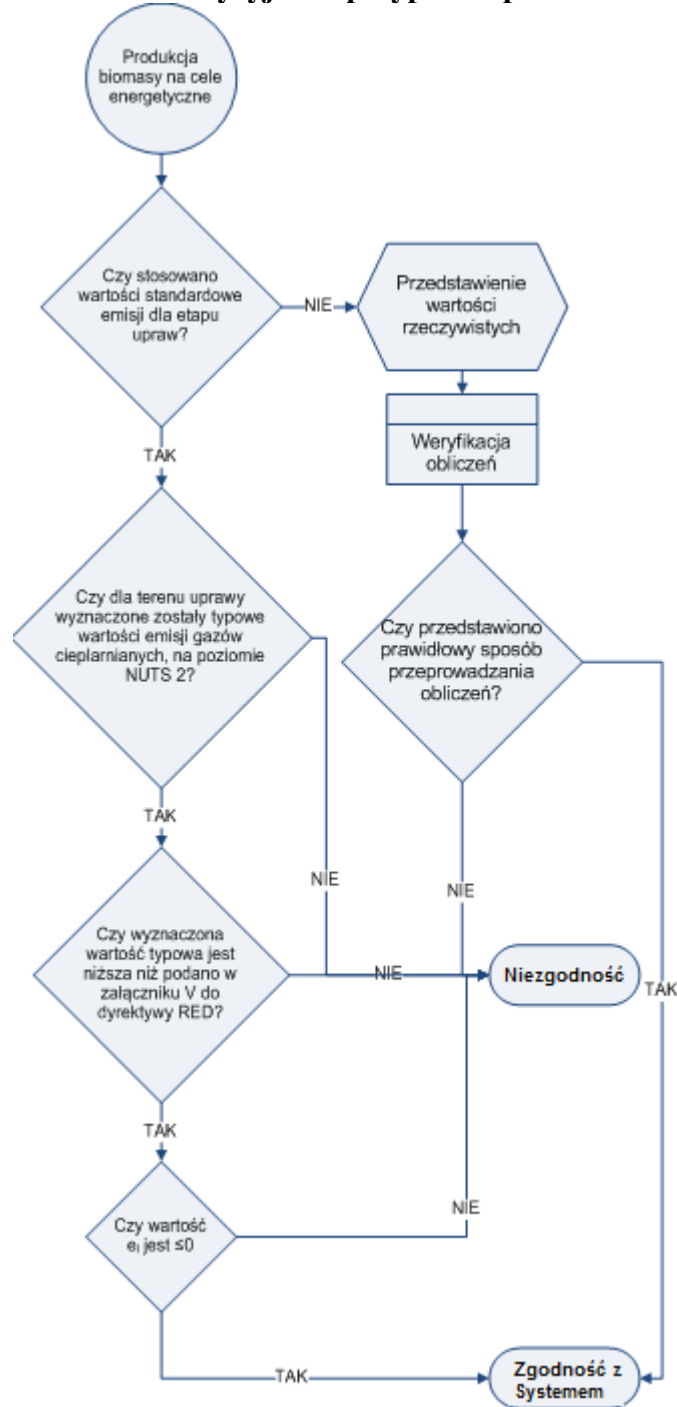 Produkcja
biomasy na cele
energetyczne
Czy stosowano
wartości standardowe
emisji dla etapu
upraw?
NIE
Przedstawienie
wartości
rzeczywistych
Weryfikacja
obliczeń
TAK
Czy dla terenu uprawy
wyznaczone zostały typowe
wartości emisji gazów
cieplarnianych, na poziomie
NUTS 2?
Czy przedstawiono
prawidłowy sposób
przeprowadzania
obliczeń?
TAK
NIE
NIE
Czy wyznaczona
wartość typowa jest
niższa niż podano w
załączniku V do
dyrektywy RED?
NIE
Niezgodność
TAK
TAK
NIE
Czy wartość
eₗ jest ≤0
TAK
Zgodność z
Systemem